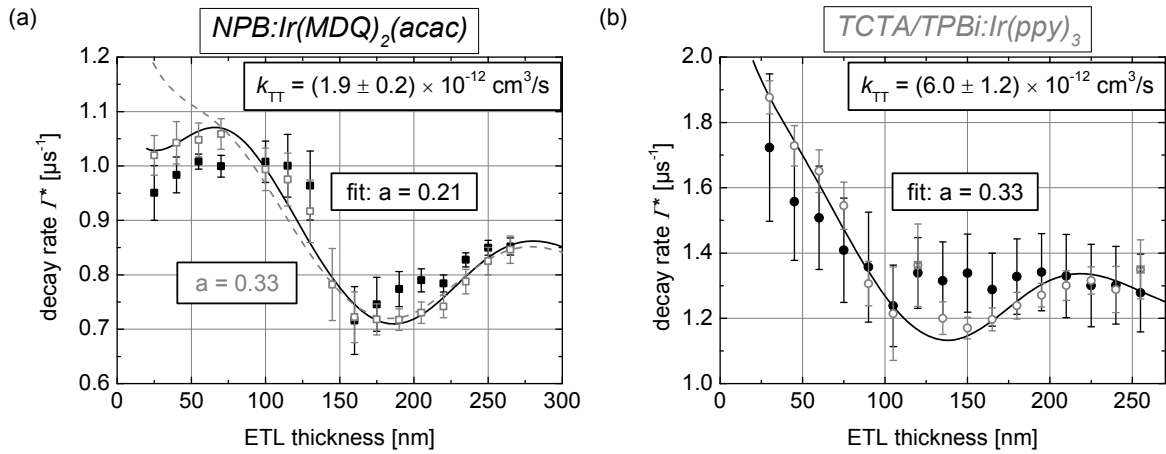 (a)
NPB:Ir(MDQ)₂(acac)
k_TT = (1.9 ± 0.2) × 10⁻¹² cm³/s
fit: a = 0.21
a = 0.33
decay rate Γ* [µs⁻¹]
1.2
1.1
1.0
0.9
0.8
0.7
0.6
0 50 100 150 200 250 300
ETL thickness [nm]
(b)
TCTA/TPBi:Ir(ppy)₃
k_TT = (6.0 ± 1.2) × 10⁻¹² cm³/s
fit: a = 0.33
decay rate Γ* [µs⁻¹]
2.0
1.8
1.6
1.4
1.2
1.0
0 50 100 150 200 250
ETL thickness [nm]